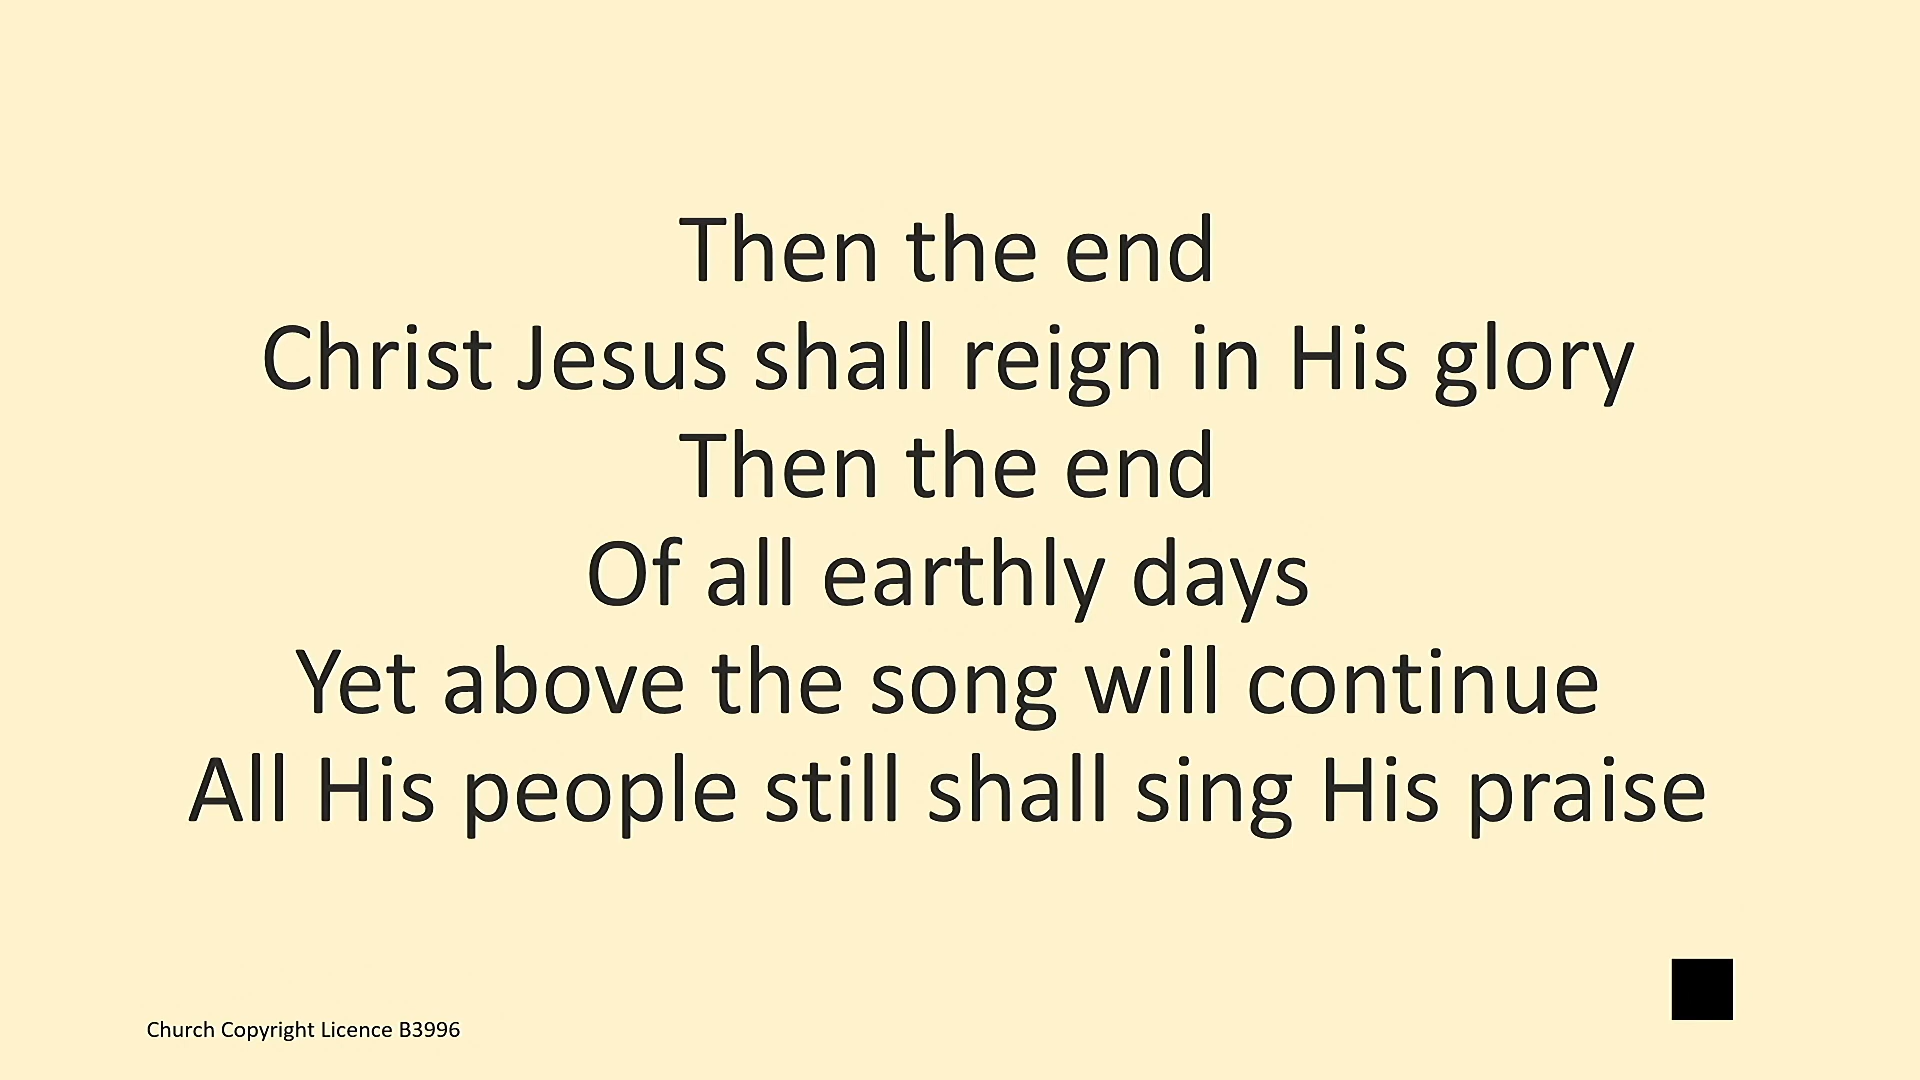 Then the end
Christ Jesus shall reign in His glory
Then the end
Of all earthly days
Yet above the song will continue
All His people still shall sing His praise
Church Copyright Licence B3996